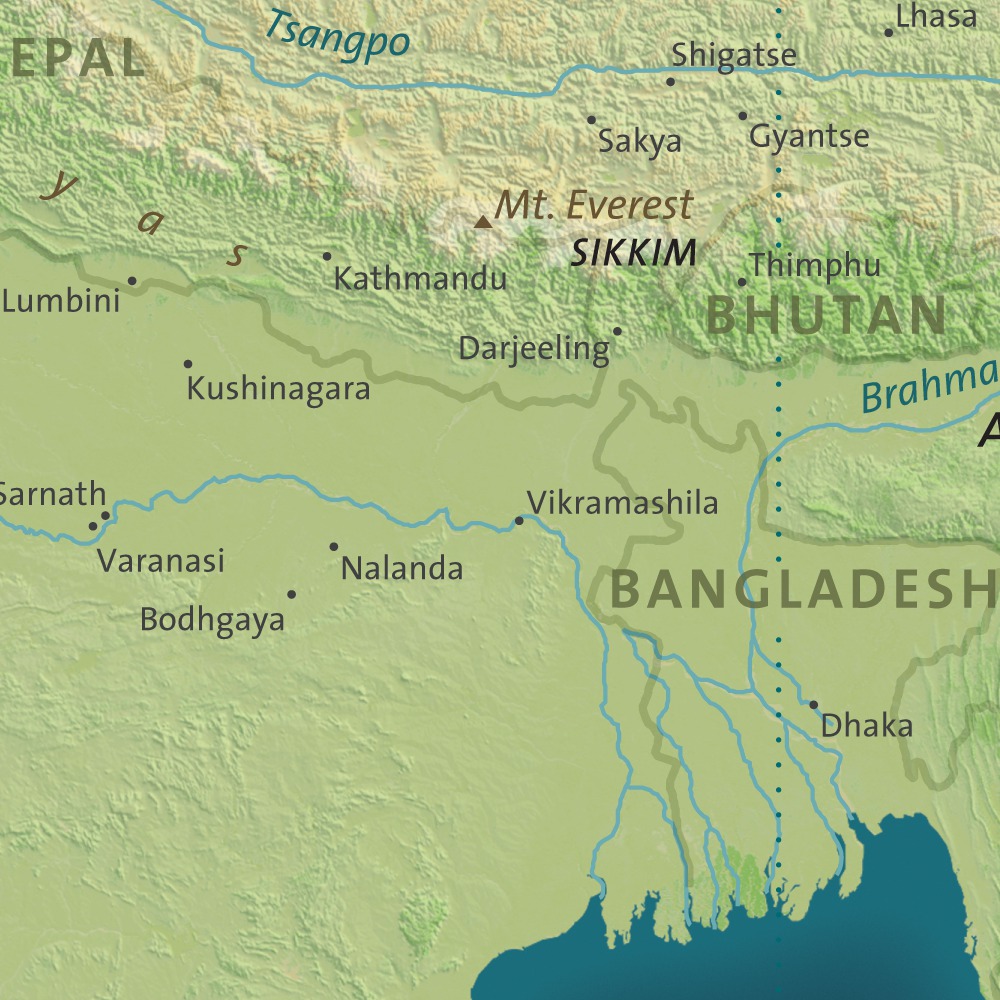 Lhasa
Tsangpo
EPAL
Shigatse
Sakya
Gyantse
y
a
s
Mt. Everest
SIKKIM
Kathmandu
Thimphu
Lumbini
BHUTAN
Darjeeling
Kushinagara
Brahma
A
Sarnath
Vikramashila
Varanasi
Nalanda
BANGLADESH
Bodhgaya
Dhaka